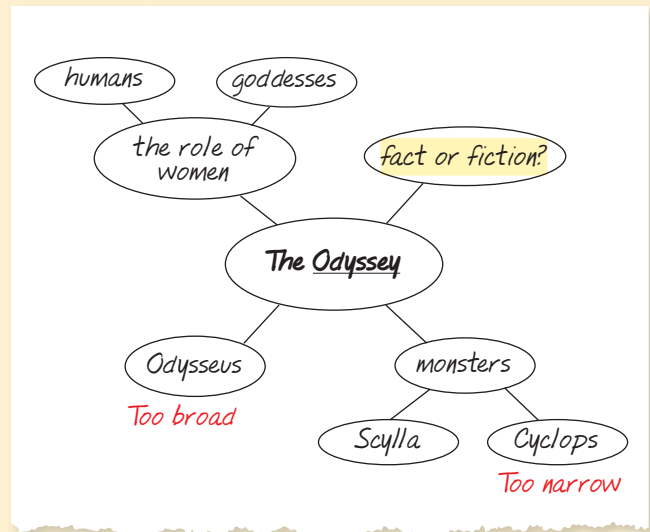 humans
goddesses
the role of
women
fact or fiction?
The Odyssey
Odysseus
Too broad
monsters
Scylla
Cyclops
Too narrow